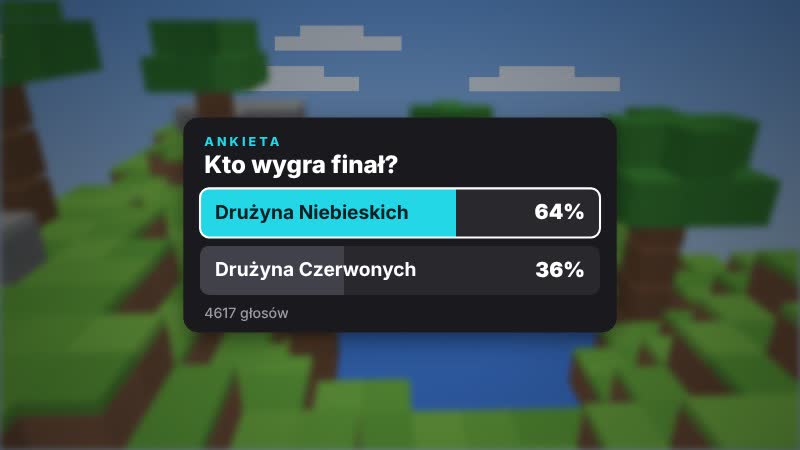 ANKIETA
Kto wygra finał?
Drużyna Niebieskich 64%
Drużyna Czerwonych 36%
4617 głosów